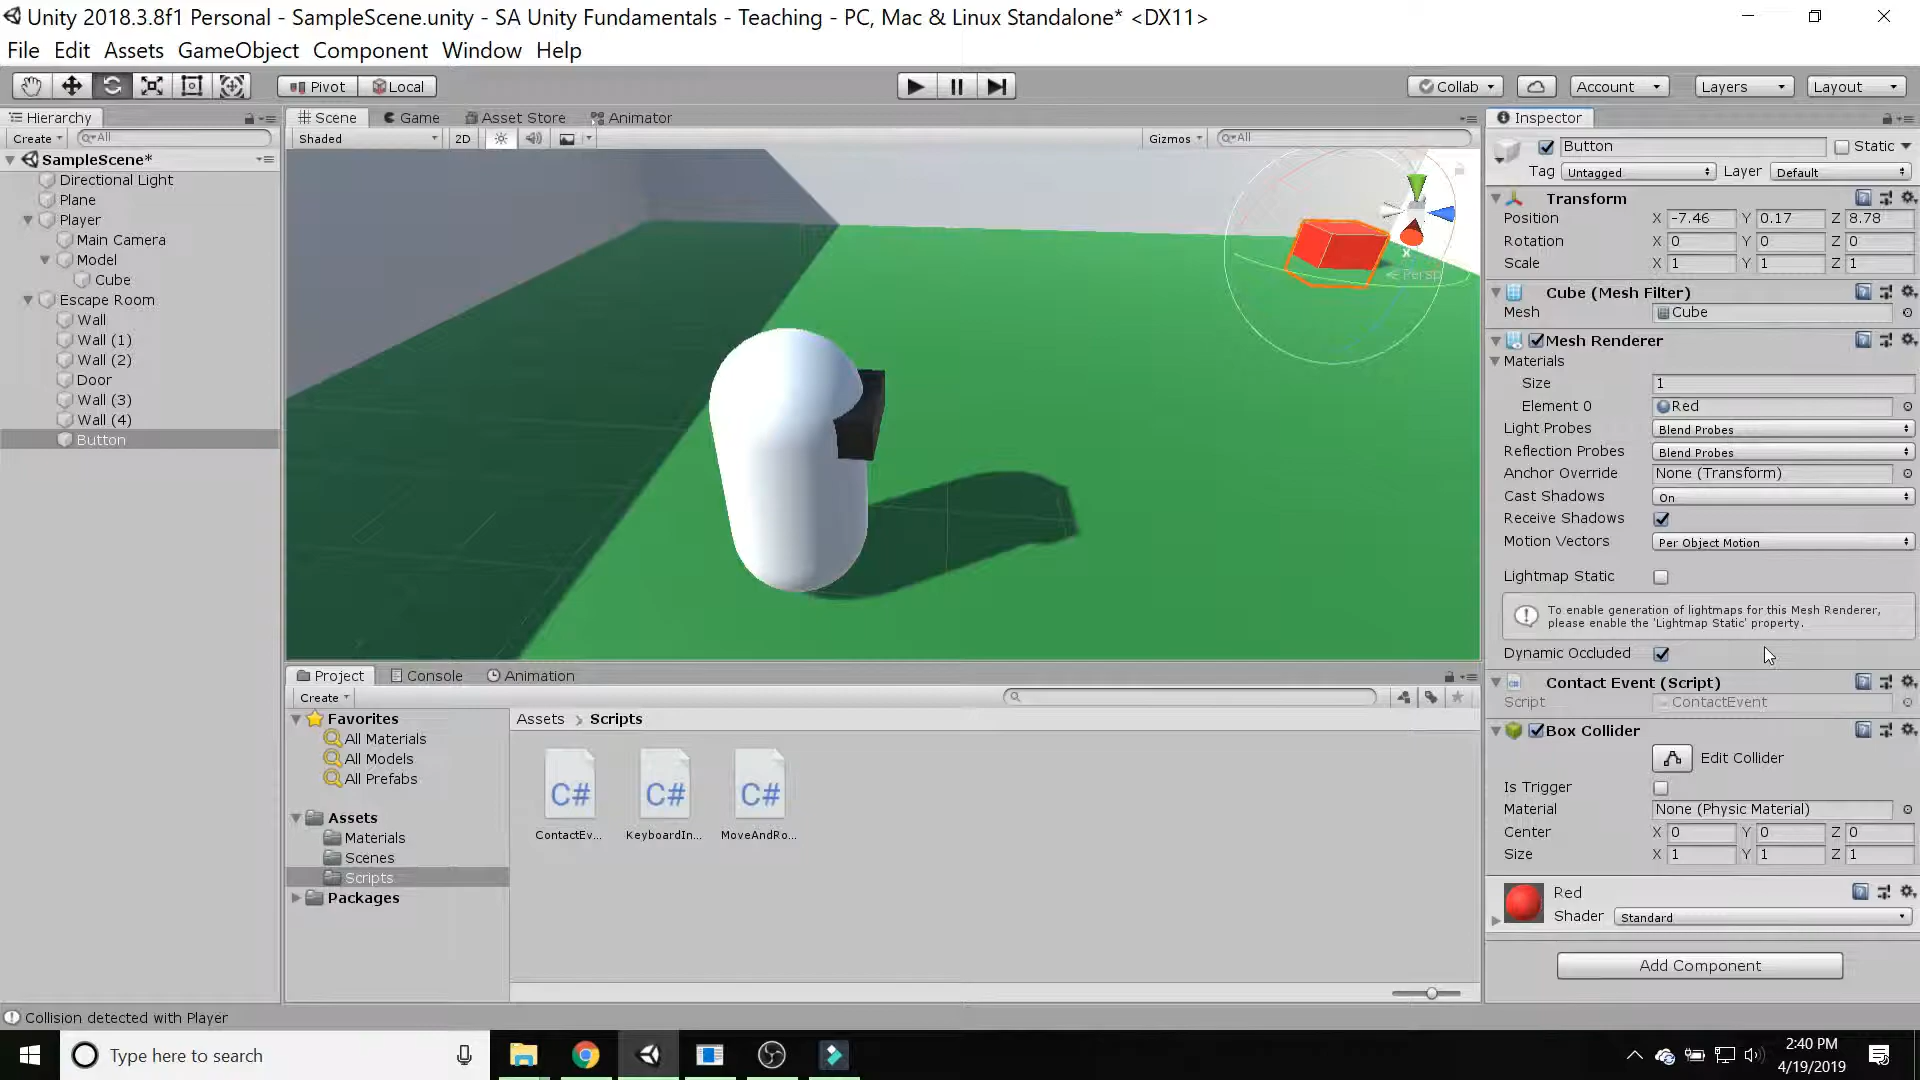 Unity 2018.3.8f1 Personal - SampleScene.unity - SA Unity Fundamentals - Teaching - PC, Mac & Linux Standalone* <DX11>
File Edit Assets GameObject Component Window Help
Pivot Local Collab Account Layers Layout
Hierarchy
Create All
SampleScene*
Directional Light
Plane
Player
Main Camera
Model
Cube
Escape Room
Wall
Wall (1)
Wall (2)
Door
Wall (3)
Wall (4)
Button
Scene Game Asset Store Animator
Shaded 2D Gizmos All
y
x
< Persp
Project Console Animation
Create
Favorites
All Materials
All Models
All Prefabs
Assets
Materials
Scenes
Scripts
Packages
Assets > Scripts
C# C# C#
ContactEv... KeyboardIn... MoveAndRo...
Inspector
Button Static
Tag Untagged Layer Default
Transform
Position X -7.46 Y 0.17 Z 8.78
Rotation X 0 Y 0 Z 0
Scale X 1 Y 1 Z 1
Cube (Mesh Filter)
Mesh Cube
Mesh Renderer
Materials
Size 1
Element 0 Red
Light Probes Blend Probes
Reflection Probes Blend Probes
Anchor Override None (Transform)
Cast Shadows On
Receive Shadows
Motion Vectors Per Object Motion
Lightmap Static
To enable generation of lightmaps for this Mesh Renderer,
please enable the 'Lightmap Static' property.
Dynamic Occluded
Contact Event (Script)
Script ContactEvent
Box Collider
Edit Collider
Is Trigger
Material None (Physic Material)
Center X 0 Y 0 Z 0
Size X 1 Y 1 Z 1
Red
Shader Standard
Add Component
Collision detected with Player
Type here to search
2:40 PM
4/19/2019